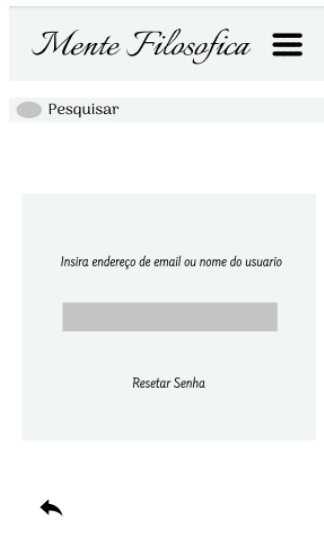 Mente Filosofica
Pesquisar
Insira endereço de email ou nome do usuario
Resetar Senha